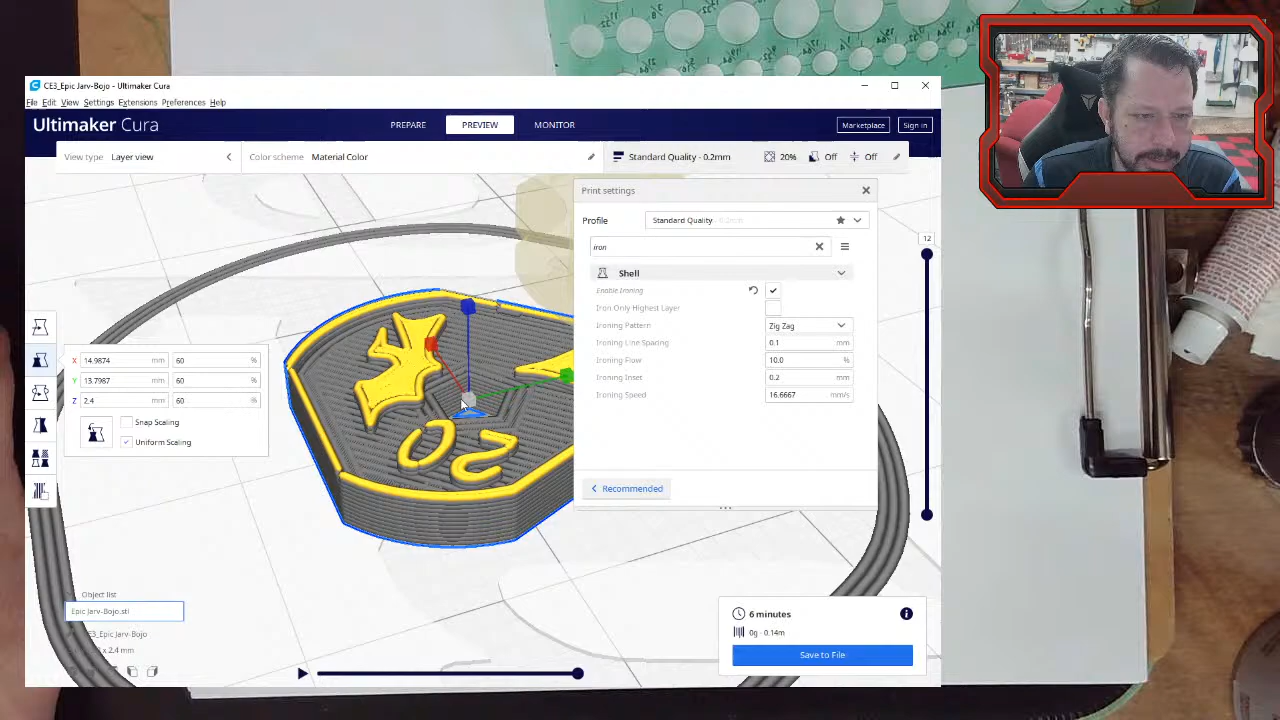 CE3_Epic Jarv-Bojo - Ultimaker Cura
File Edit View Settings Extensions Preferences Help
Ultimaker Cura
PREPARE PREVIEW MONITOR
Marketplace Sign in
View type Layer view
Color scheme Material Color
Standard Quality - 0.2mm 20% Off Off
Print settings
Profile Standard Quality - 0.2mm
iron
Shell
Enable Ironing
Iron Only Highest Layer
Ironing Pattern Zig Zag
Ironing Line Spacing 0.1 mm
Ironing Flow 10.0 %
Ironing Inset 0.2 mm
Ironing Speed 16.6667 mm/s
Recommended
12
X 14.9874 mm 60 %
Y 13.7987 mm 60 %
Z 2.4 mm 60 %
Snap Scaling
Uniform Scaling
20
Object list
Epic Jarv-Bojo.stl
CE3_Epic Jarv-Bojo
x 2.4 mm
6 minutes
0g · 0.14m
Save to File